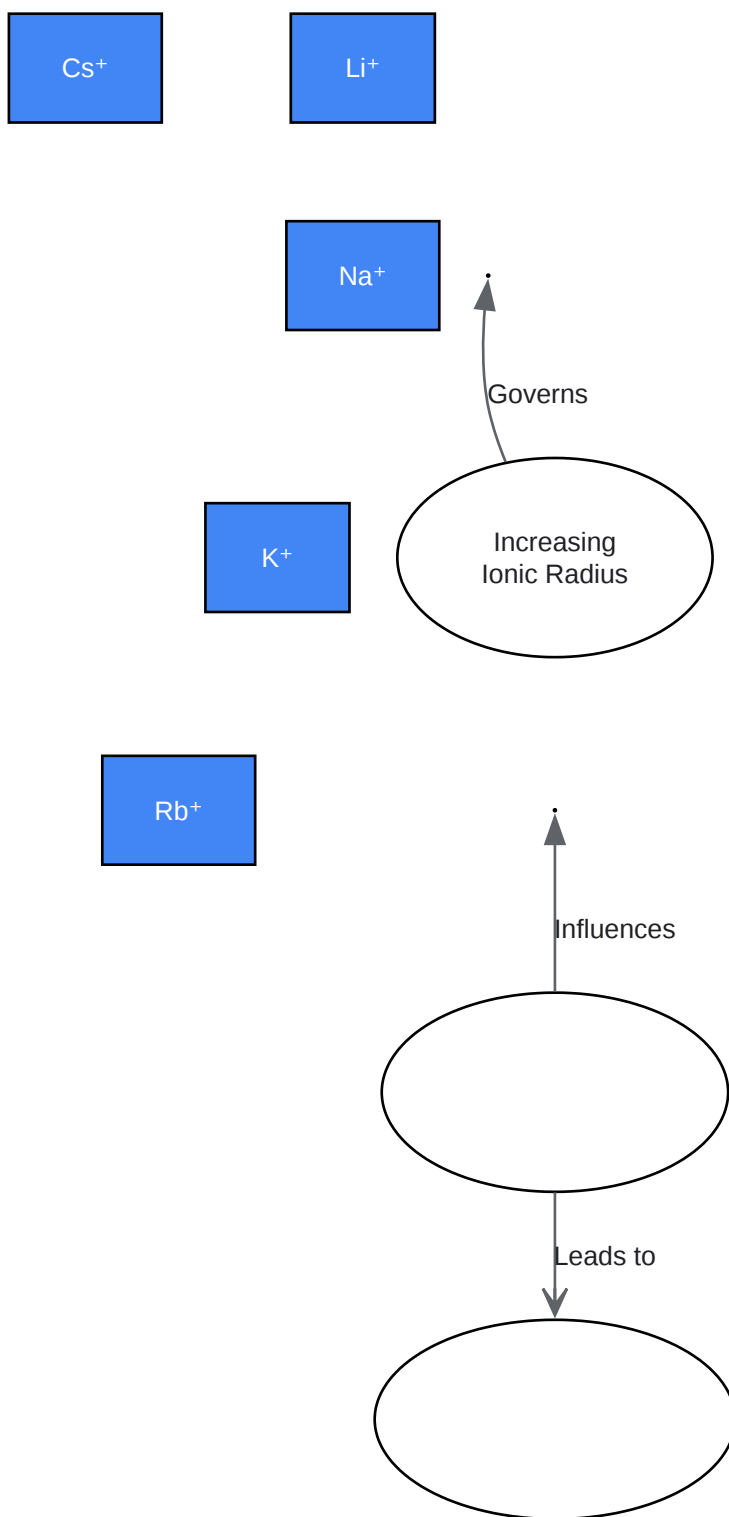 Cs⁺
Li⁺
Na⁺
Governs
K⁺
Increasing
Ionic Radius
Rb⁺
Influences
Leads to